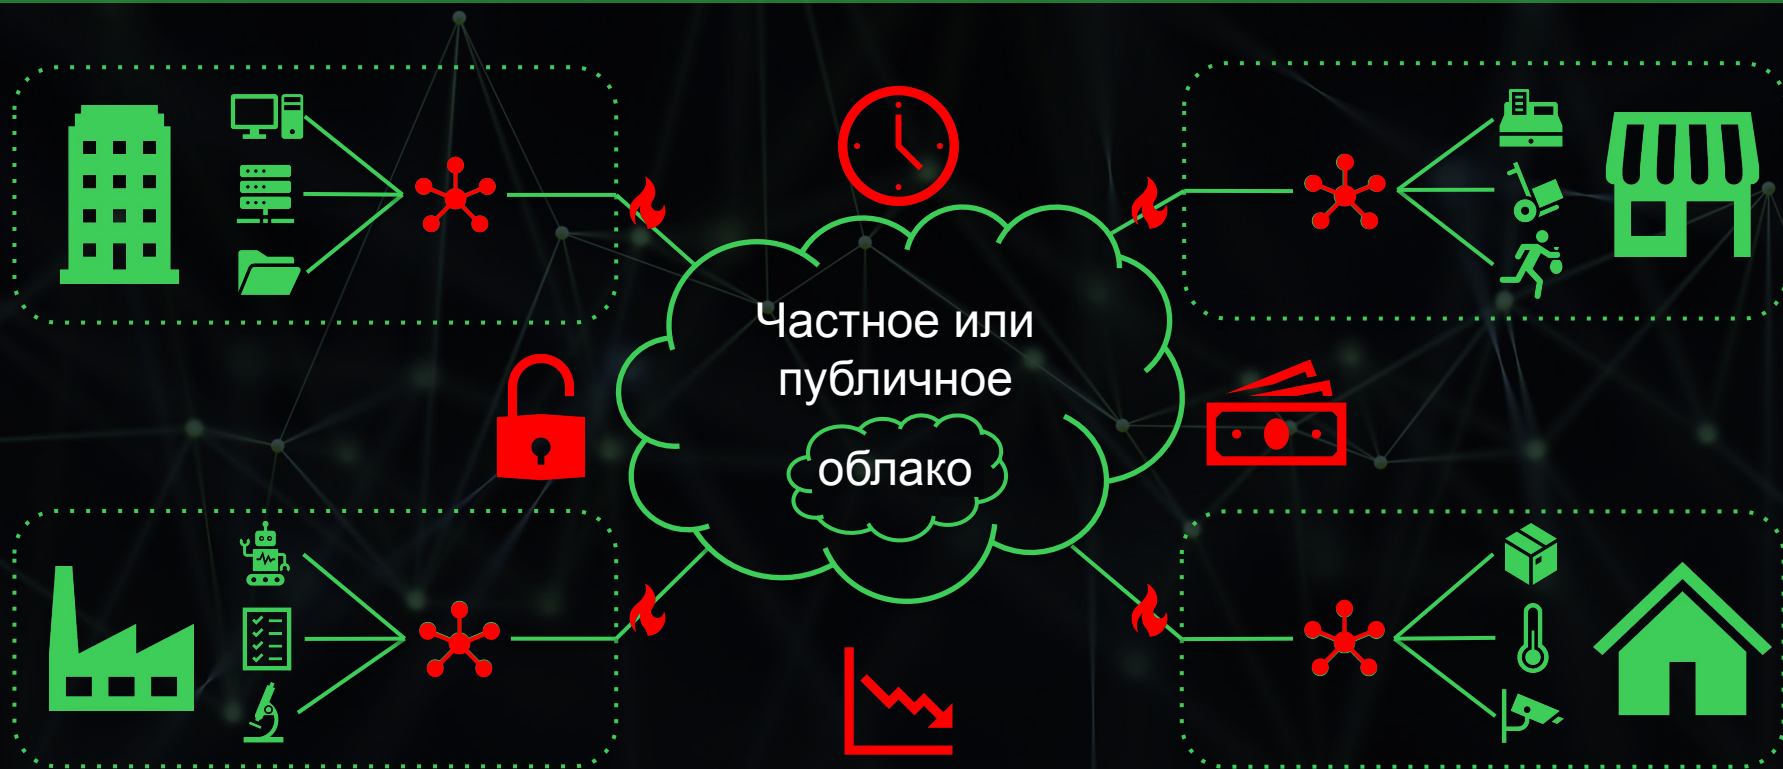 Частное или
публичное
облако